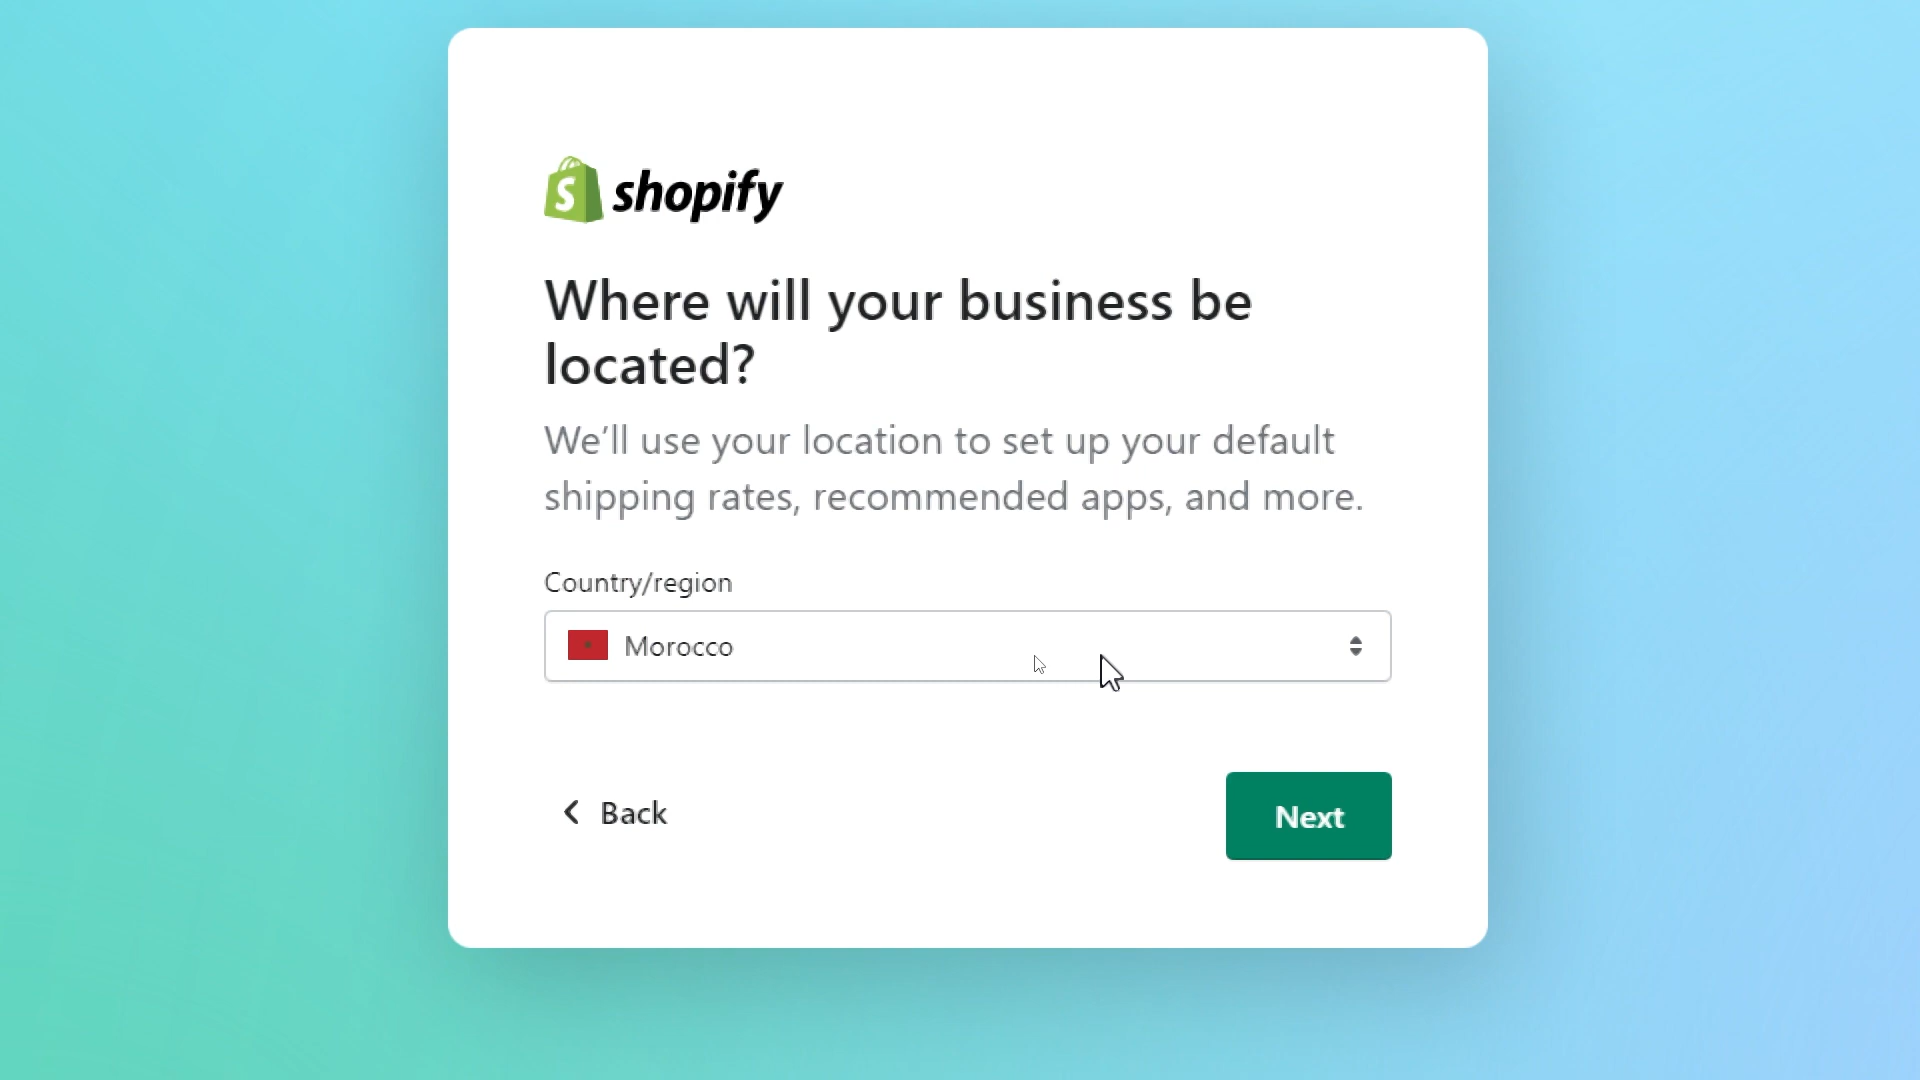 shopify
Where will your business be
located?
We’ll use your location to set up your default
shipping rates, recommended apps, and more.
Country/region
Morocco
Back
Next